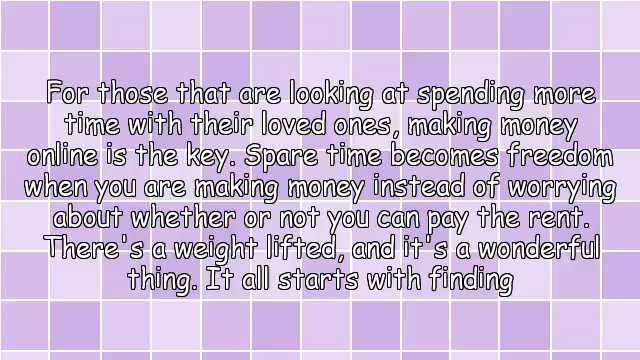 For those that are looking at spending more
time with their loved ones, making money
online is the key. Spare time becomes freedom
when you are making money instead of worrying
about whether or not you can pay the rent.
There's a weight lifted, and it's a wonderful
thing. It all starts with finding